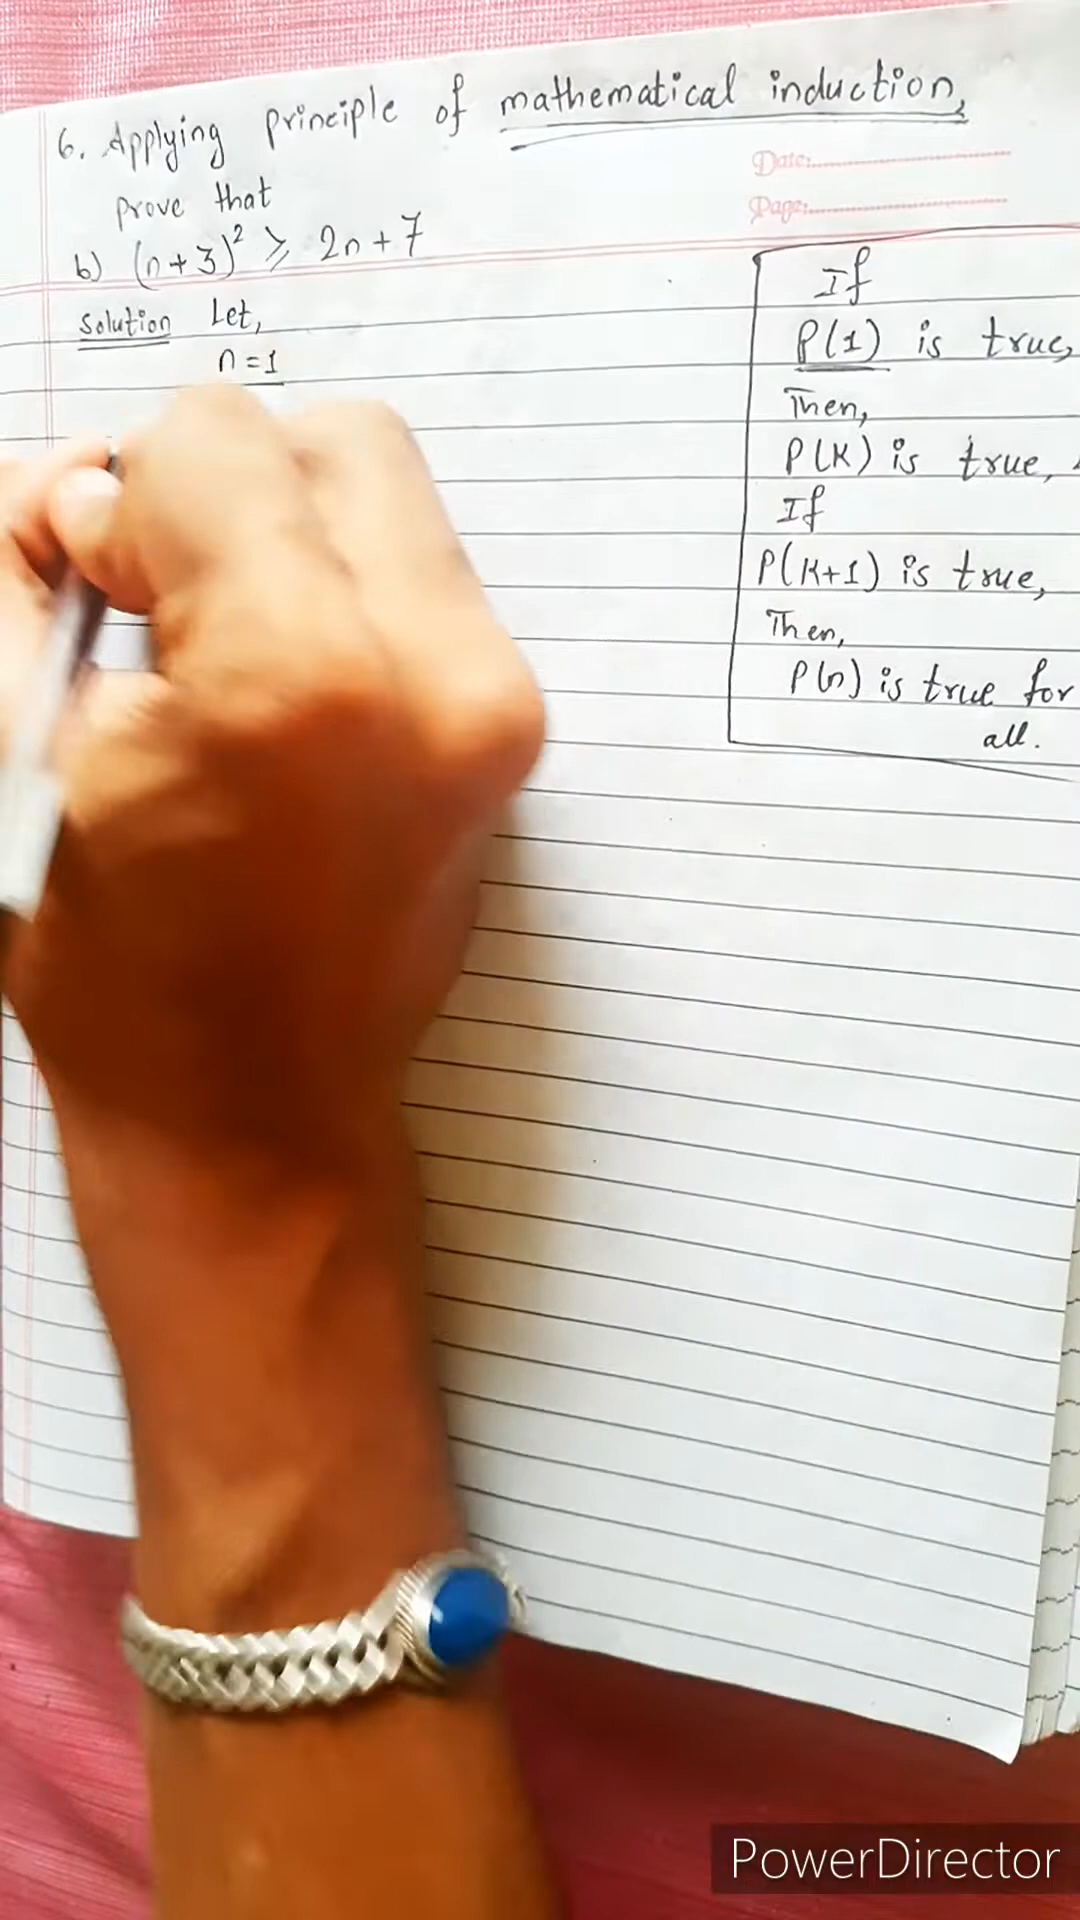 6. Applying principle of mathematical induction,
prove that
Date:
Page:
b) (n+3)² ⩾ 2n+7
Solution Let,
n=1
If
P(1) is true,
Then,
P(K) is true,
If
P(K+1) is true,
Then,
P(n) is true for
all.
PowerDirector